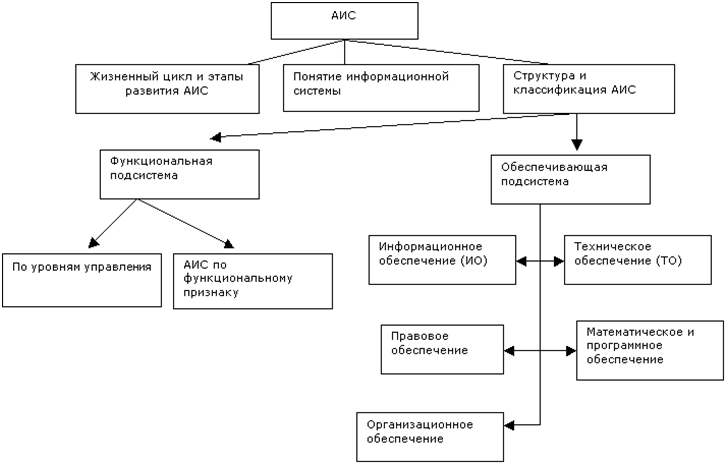 АИС
Жизненный цикл и этапы
развития АИС
Понятие информационной
системы
Структура и
классификация АИС
Функциональная
подсистема
Обеспечивающая
подсистема
По уровням управления
АИС по
функциональному
признаку
Информационное
обеспечение (ИО)
Техническое
обеспечение (ТО)
Правовое
обеспечение
Математическое и
программное
обеспечение
Организационное
обеспечение